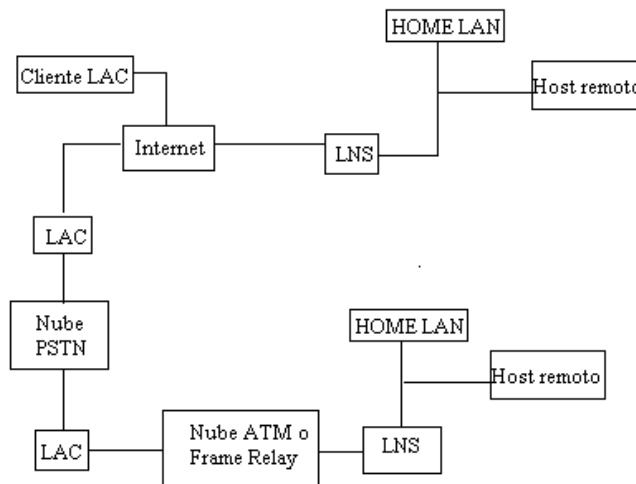 HOME LAN
Cliente LAC
Host remoto
Internet
LNS
LAC
Nube
PSTN
HOME LAN
Host remoto
LAC
Nube ATM o
Frame Relay
LNS